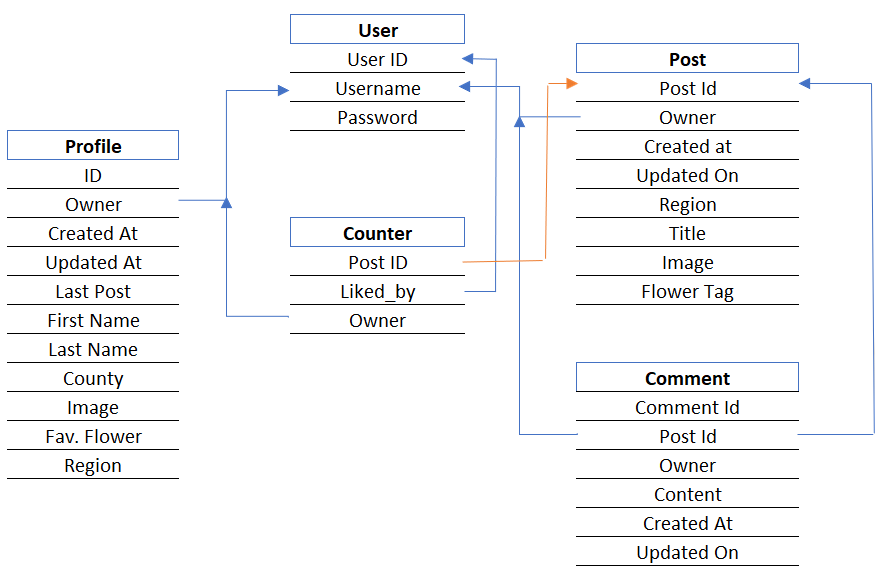 User
User ID
Username
Password
Profile
ID
Owner
Created At
Updated At
Last Post
First Name
Last Name
County
Image
Fav. Flower
Region
Counter
Post ID
Liked_by
Owner
Post
Post Id
Owner
Created at
Updated On
Region
Title
Image
Flower Tag
Comment
Comment Id
Post Id
Owner
Content
Created At
Updated On